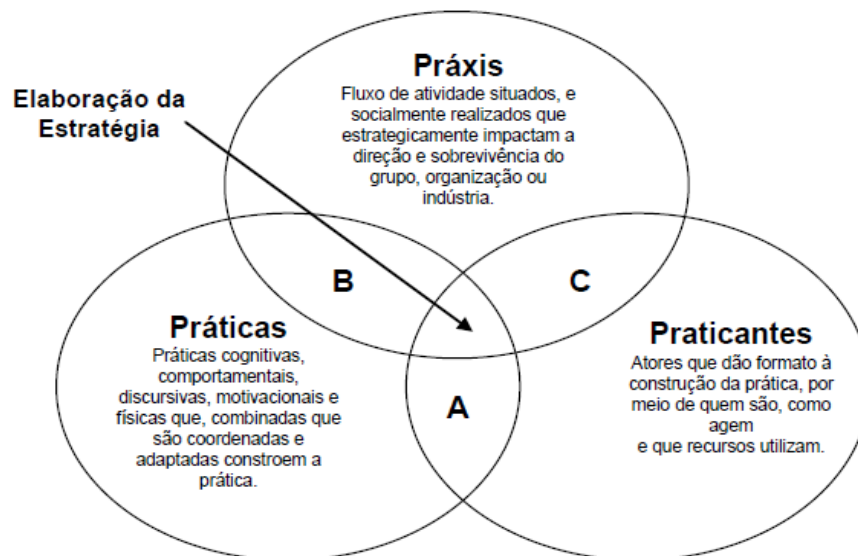 Práxis
Fluxo de atividade situados, e
socialmente realizados que
estrategicamente impactam a
direção e sobrevivência do
grupo, organização ou
indústria.
Elaboração da
Estratégia
B
C
Práticas
Práticas cognitivas,
comportamentais,
discursivas, motivacionais e
físicas que, combinadas que
são coordenadas e
adaptadas constroem a
prática.
Praticantes
Atores que dão formato à
construção da prática, por
meio de quem são, como
agem
e que recursos utilizam.
A